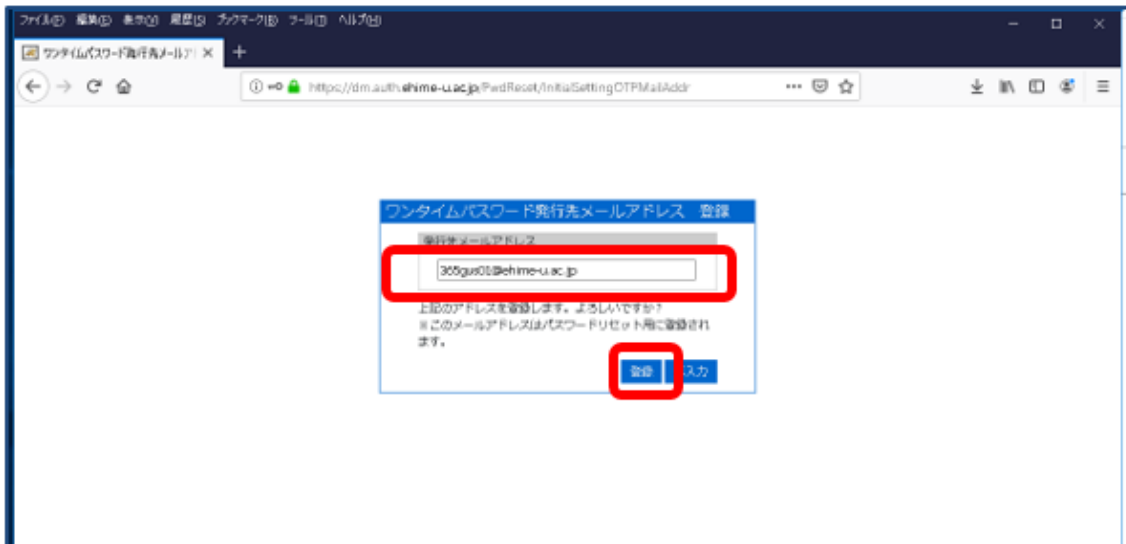 ファイル(F) 編集(E) 表示(V) 履歴(S) ブックマーク(B) ツール(T) ヘルプ(H)
ワンタイムパスワード発行先メールア
https://dm.auth.ehime-u.ac.jp/PwdReset/InitialSettingOTPMailAddr
ワンタイムパスワード発行先メールアドレス 登録
発行先メールアドレス
365gus01@ehime-u.ac.jp
上記のアドレスを登録します。よろしいですか?
※このメールアドレスはパスワードリセット用に登録され
ます。
登録 入力